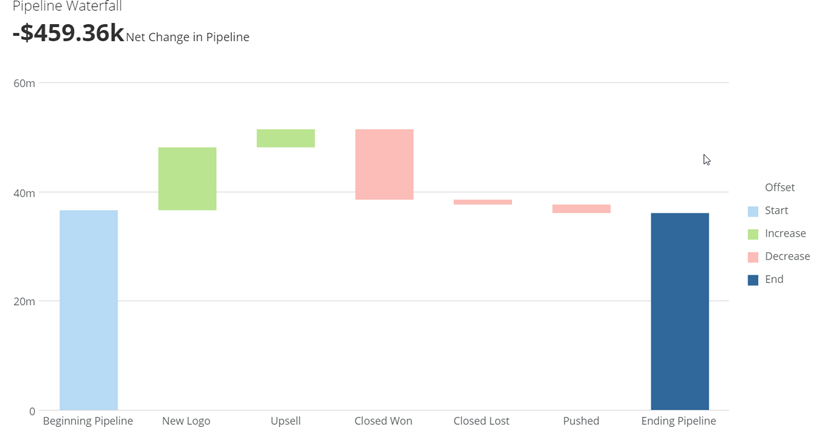 Pipeline Waterfall
-$459.36k Net Change in Pipeline
60m
40m
20m
0
Beginning Pipeline
New Logo
Upsell
Closed Won
Closed Lost
Pushed
Ending Pipeline
Offset
Start
Increase
Decrease
End